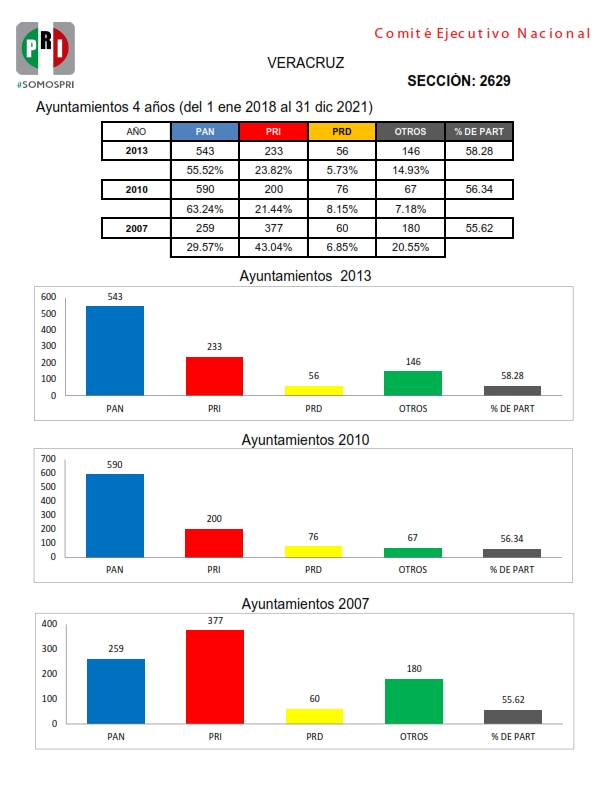 PRI
#SOMOSPRI
Comité Ejecutivo Nacional
VERACRUZ
SECCIÓN: 2629
Ayuntamientos 4 años (del 1 ene 2018 al 31 dic 2021)
AÑO PAN PRI PRD OTROS % DE PART
2013 543 233 56 146 58.28
55.52% 23.82% 5.73% 14.93%
2010 590 200 76 67 56.34
63.24% 21.44% 8.15% 7.18%
2007 259 377 60 180 55.62
29.57% 43.04% 6.85% 20.55%
Ayuntamientos 2013
600
500
400
300
200
100
0
543 233 56 146 58.28
PAN PRI PRD OTROS % DE PART
Ayuntamientos 2010
700
600
500
400
300
200
100
0
590 200 76 67 56.34
PAN PRI PRD OTROS % DE PART
Ayuntamientos 2007
400
300
200
100
0
259 377 60 180 55.62
PAN PRI PRD OTROS % DE PART